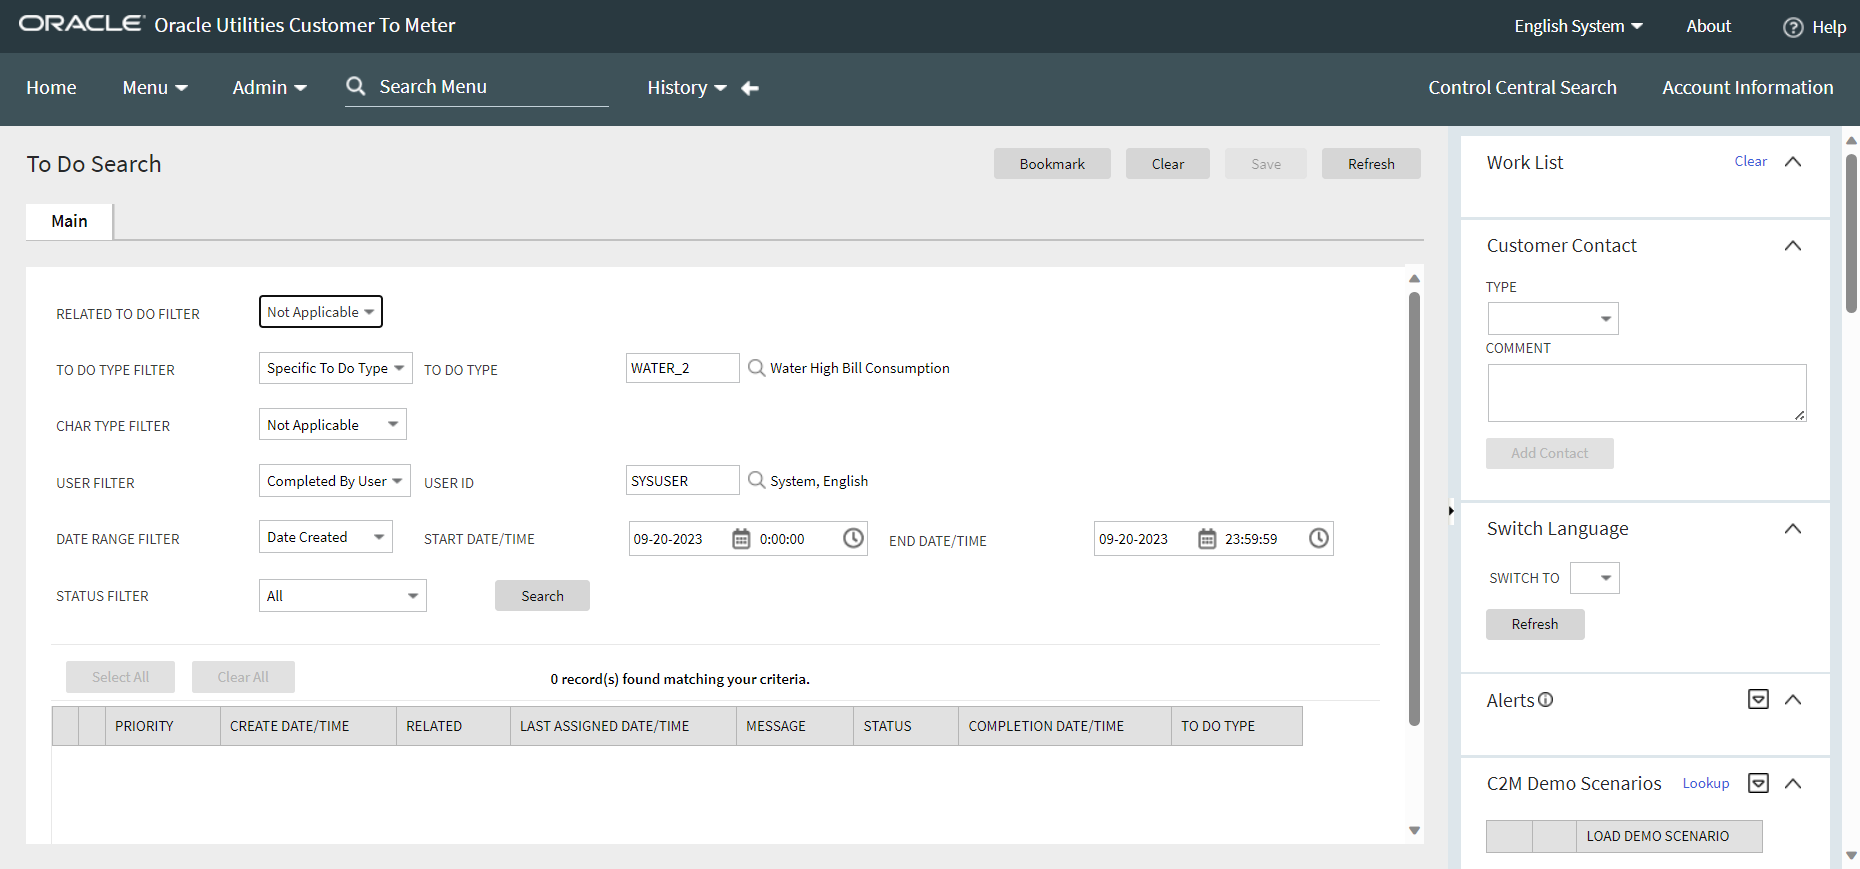 ORACLE Oracle Utilities Customer To Meter
English System
About
Help
Home
Menu
Admin
Search Menu
History
Control Central Search
Account Information
To Do Search
Bookmark
Clear
Save
Refresh
Main
RELATED TO DO FILTER
Not Applicable
TO DO TYPE FILTER
Specific To Do Type
TO DO TYPE
WATER_2
Water High Bill Consumption
CHAR TYPE FILTER
Not Applicable
USER FILTER
Completed By User
USER ID
SYSUSER
System, English
DATE RANGE FILTER
Date Created
START DATE/TIME
09-20-2023
0:00:00
END DATE/TIME
09-20-2023
23:59:59
STATUS FILTER
All
Search
Select All
Clear All
0 record(s) found matching your criteria.
PRIORITY
CREATE DATE/TIME
RELATED
LAST ASSIGNED DATE/TIME
MESSAGE
STATUS
COMPLETION DATE/TIME
TO DO TYPE
Work List
Clear
Customer Contact
TYPE
COMMENT
Add Contact
Switch Language
SWITCH TO
Refresh
Alerts
C2M Demo Scenarios
Lookup
LOAD DEMO SCENARIO